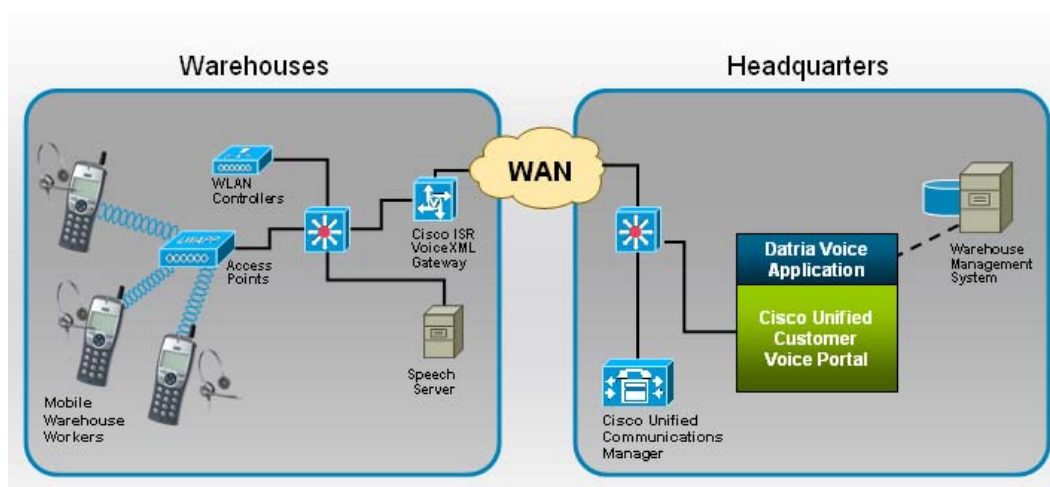 Warehouses
Headquarters
WLAN
Controllers
LWAPP
Access
Points
Cisco ISR
VoiceXML
Gateway
Speech
Server
Mobile
Warehouse
Workers
WAN
Datria Voice
Application
Cisco Unified
Customer
Voice Portal
Warehouse
Management
System
Cisco Unified
Communications
Manager